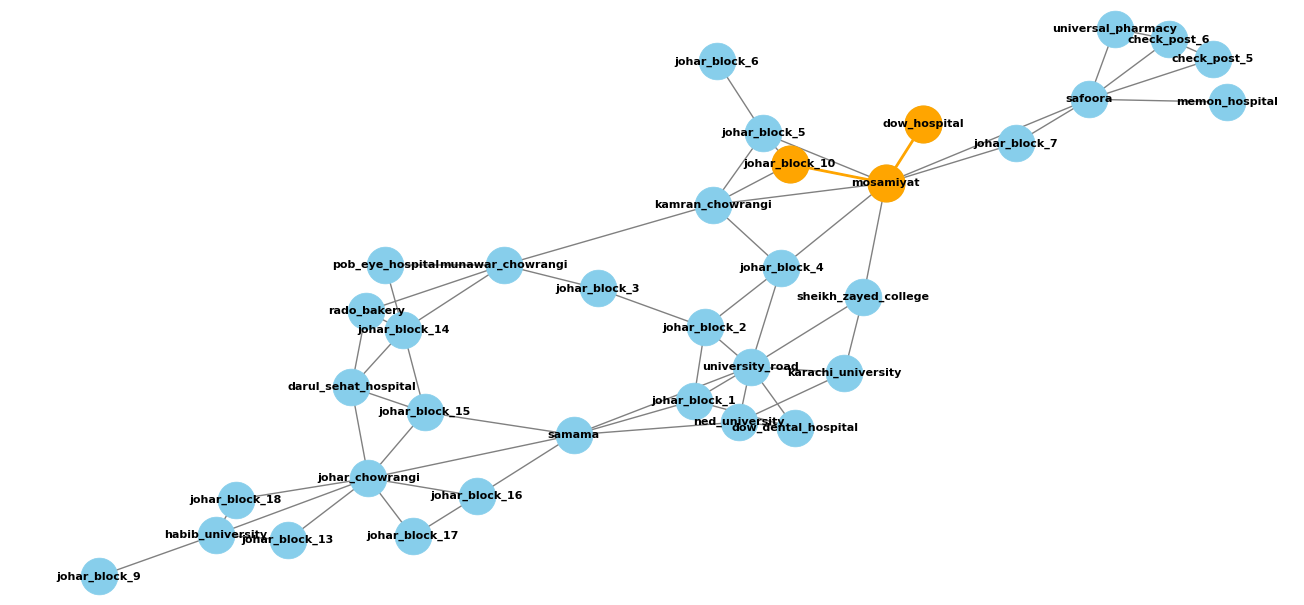 universal_pharmacy
check_post_6
check_post_5
johar_block_6
safoora
memon_hospital
dow_hospital
johar_block_5
johar_block_7
johar_block_10
mosamiyat
kamran_chowrangi
pob_eye_hospital
munawar_chowrangi
johar_block_4
johar_block_3
sheikh_zayed_college
rado_bakery
johar_block_14
johar_block_2
university_road
karachi_university
darul_sehat_hospital
johar_block_1
johar_block_15
ned_university
dow_dental_hospital
samama
johar_chowrangi
johar_block_18
johar_block_16
habib_university
johar_block_13
johar_block_17
johar_block_9